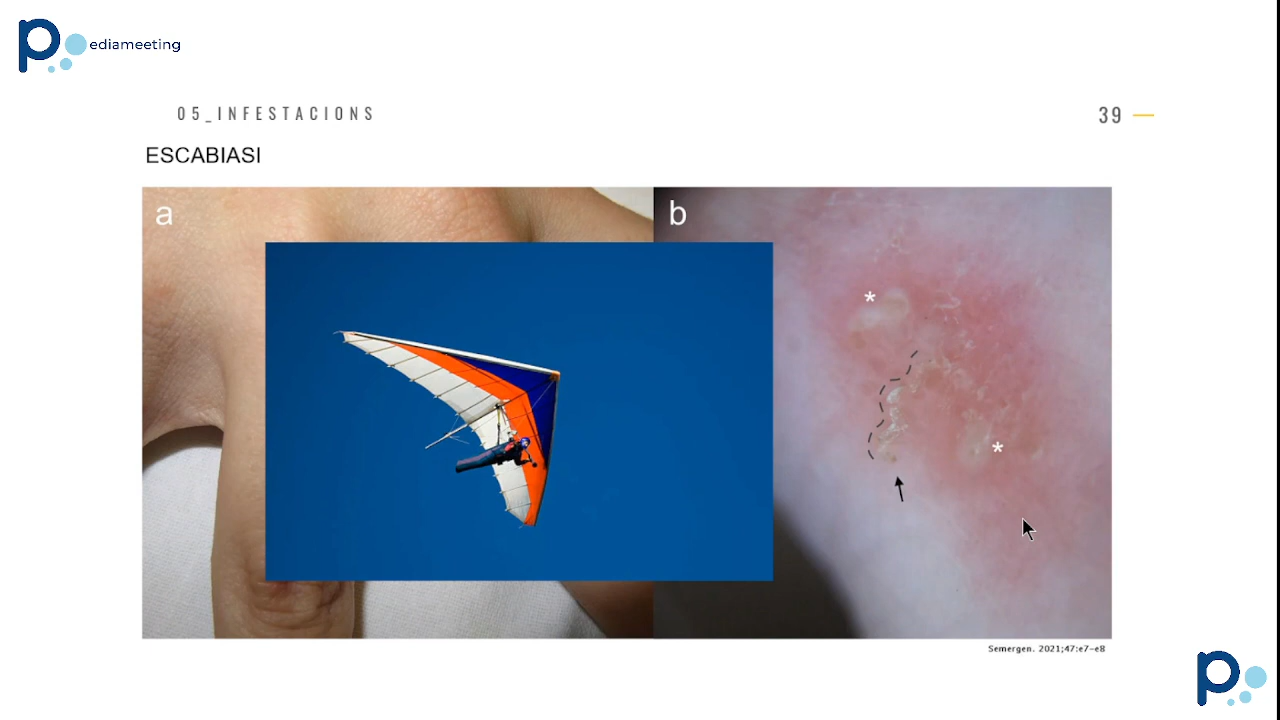 ediameeting
05_INFESTACIONS
39
ESCABIASI
a
b
*
*
Semergen. 2021;47:e7-e8